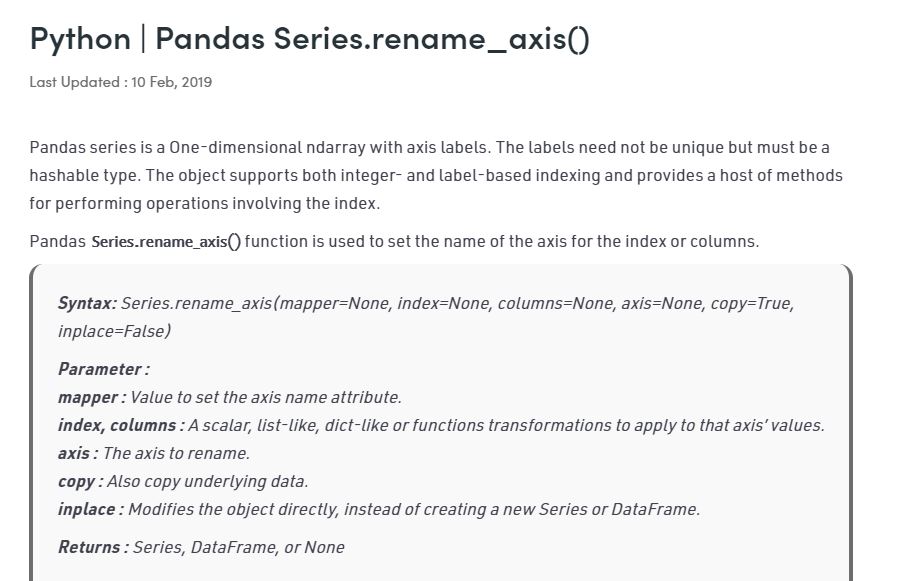 Python | Pandas Series.rename_axis()
Last Updated : 10 Feb, 2019
Pandas series is a One-dimensional ndarray with axis labels. The labels need not be unique but must be a
hashable type. The object supports both integer- and label-based indexing and provides a host of methods
for performing operations involving the index.
Pandas Series.rename_axis() function is used to set the name of the axis for the index or columns.
Syntax: Series.rename_axis(mapper=None, index=None, columns=None, axis=None, copy=True,
inplace=False)
Parameter :
mapper : Value to set the axis name attribute.
index, columns : A scalar, list-like, dict-like or functions transformations to apply to that axis’ values.
axis : The axis to rename.
copy : Also copy underlying data.
inplace : Modifies the object directly, instead of creating a new Series or DataFrame.
Returns : Series, DataFrame, or None